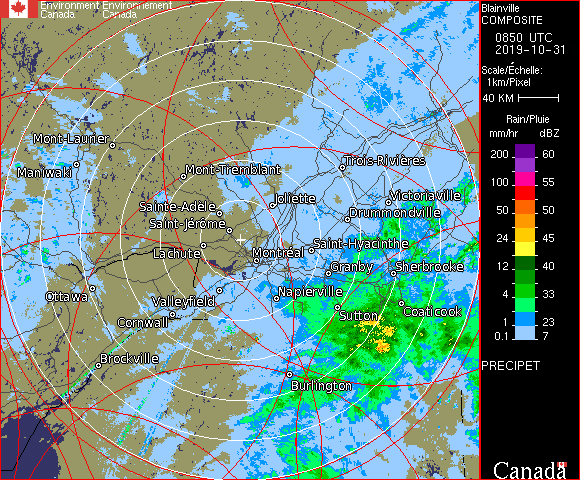 Environment Environnement
Canada Canada
Blainville
COMPOSITE
0850 UTC
2019-10-31
Scale/Échelle:
1km/Pixel
40 KM
Rain/Pluie
mm/hr dBZ
200 60
100 55
50 50
24 45
12 40
4 33
1 23
0.1 7
PRECIPET
Canada
Mont-Laurier
Maniwaki
Mont-Tremblant
Trois-Rivières
Sainte-Adele
Joliette
Victoriaville
Saint-Jérôme
Drummondville
Lachute
Montréal
Saint-Hyacinthe
Granby
Sherbrooke
Ottawa
Valleyfield
Napierville
Cornwall
Sutton
Coaticook
Brockville
Burlington